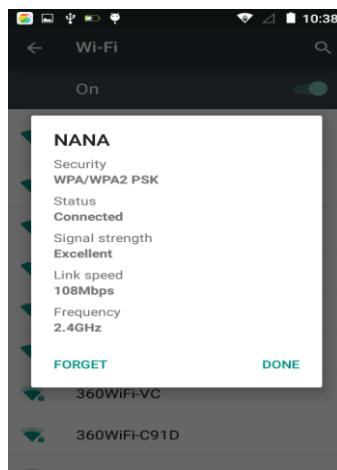 10:38
Wi-Fi
On
NANA
Security
WPA/WPA2 PSK
Status
Connected
Signal strength
Excellent
Link speed
108Mbps
Frequency
2.4GHz
FORGET DONE
360WiFi-VC
360WiFi-C91D